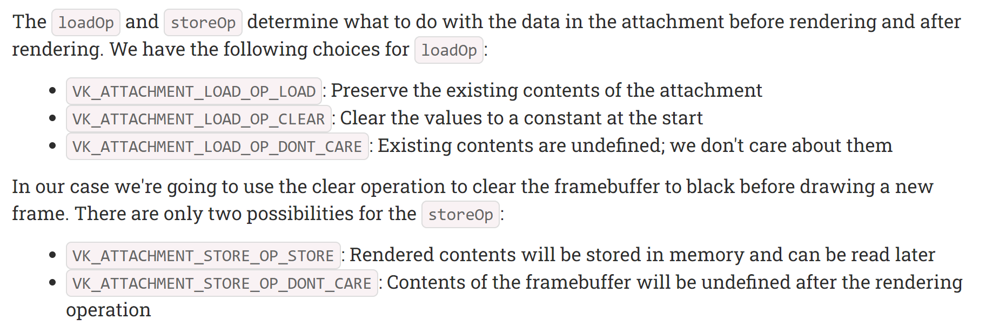 The loadOp and storeOp determine what to do with the data in the attachment before rendering and after
rendering. We have the following choices for loadOp:
• VK_ATTACHMENT_LOAD_OP_LOAD: Preserve the existing contents of the attachment
• VK_ATTACHMENT_LOAD_OP_CLEAR: Clear the values to a constant at the start
• VK_ATTACHMENT_LOAD_OP_DONT_CARE: Existing contents are undefined; we don't care about them
In our case we're going to use the clear operation to clear the framebuffer to black before drawing a new
frame. There are only two possibilities for the storeOp:
• VK_ATTACHMENT_STORE_OP_STORE: Rendered contents will be stored in memory and can be read later
• VK_ATTACHMENT_STORE_OP_DONT_CARE: Contents of the framebuffer will be undefined after the rendering
operation